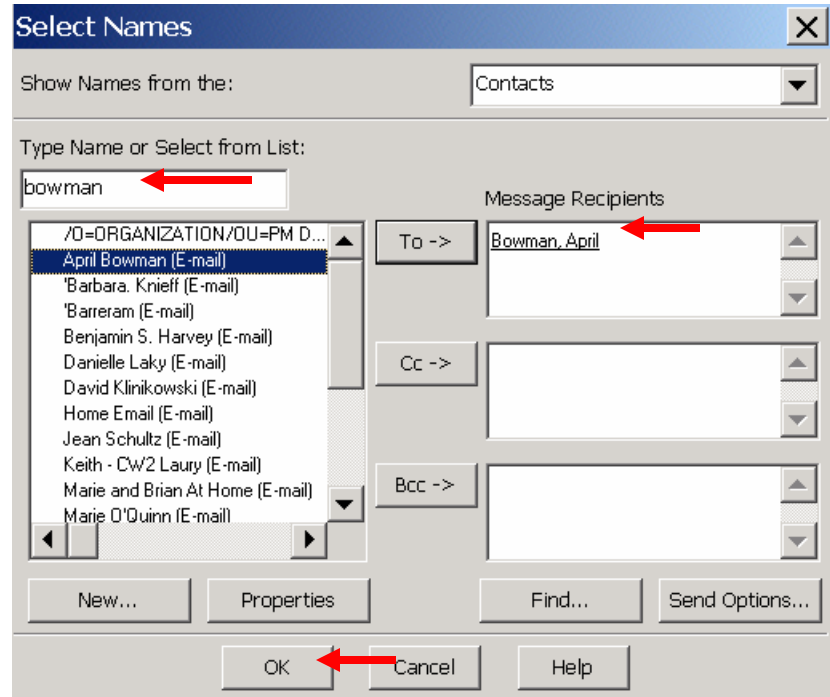 Select Names
Show Names from the:
Contacts
Type Name or Select from List:
bowman
Message Recipients
/O=ORGANIZATION/OU=PM D...
April Bowman (E-mail)
'Barbara. Knieff (E-mail)
'Barreram (E-mail)
Benjamin S. Harvey (E-mail)
Danielle Laky (E-mail)
David Klinikowski (E-mail)
Home Email (E-mail)
Jean Schultz (E-mail)
Keith - CW2 Laury (E-mail)
Marie and Brian At Home (E-mail)
Marie O'Quinn (E-mail)
To ->
Bowman, April
Cc ->
Bcc ->
New...
Properties
Find...
Send Options...
OK
Cancel
Help